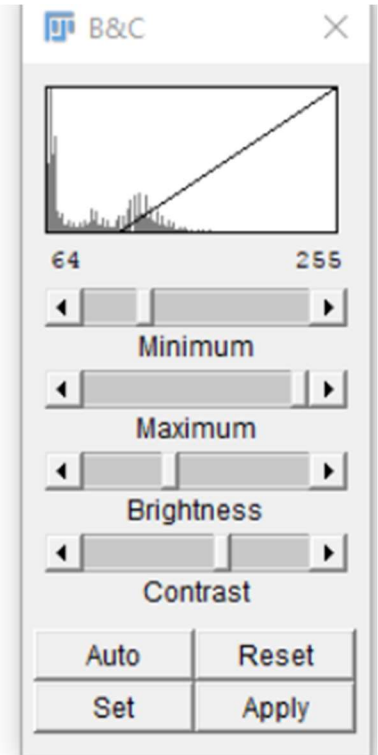 B&C
64 255
Minimum
Maximum
Brightness
Contrast
Auto Reset
Set Apply